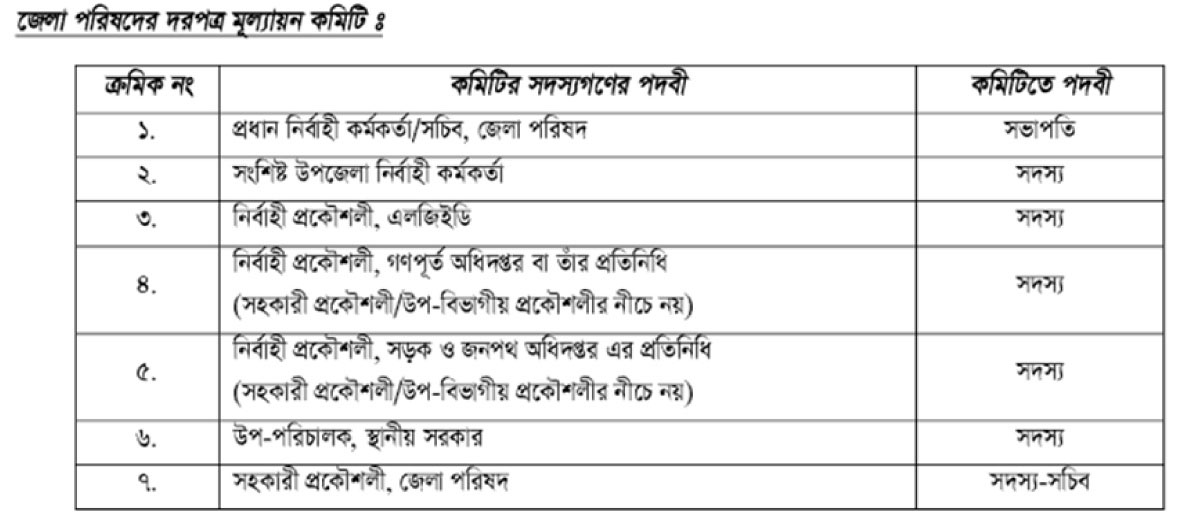 জেলা পরিষদের দরপত্র মূল্যায়ন কমিটি ঃ
ক্রমিক নং কমিটির সদস্যগণের পদবী কমিটিতে পদবী
১. প্রধান নির্বাহী কর্মকর্তা/সচিব, জেলা পরিষদ সভাপতি
২. সংশিষ্ট উপজেলা নির্বাহী কর্মকর্তা সদস্য
৩. নির্বাহী প্রকৌশলী, এলজিইডি সদস্য
৪. নির্বাহী প্রকৌশলী, গণপূর্ত অধিদপ্তর বা তাঁর প্রতিনিধি
(সহকারী প্রকৌশলী/উপ-বিভাগীয় প্রকৌশলীর নীচে নয়) সদস্য
৫. নির্বাহী প্রকৌশলী, সড়ক ও জনপথ অধিদপ্তর এর প্রতিনিধি
(সহকারী প্রকৌশলী/উপ-বিভাগীয় প্রকৌশলীর নীচে নয়) সদস্য
৬. উপ-পরিচালক, স্থানীয় সরকার সদস্য
৭. সহকারী প্রকৌশলী, জেলা পরিষদ সদস্য-সচিব